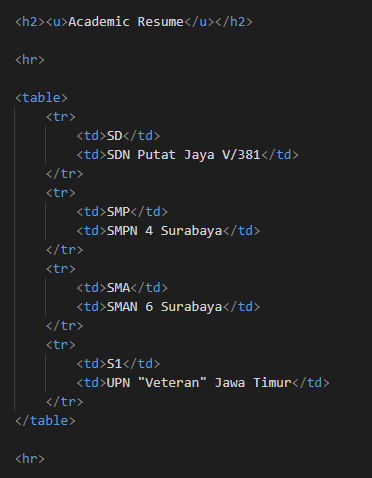 <h2><u>Academic Resume</u></h2>
<hr>
<table>
<tr>
<td>SD</td>
<td>SDN Putat Jaya V/381</td>
</tr>
<tr>
<td>SMP</td>
<td>SMPN 4 Surabaya</td>
</tr>
<tr>
<td>SMA</td>
<td>SMAN 6 Surabaya</td>
</tr>
<tr>
<td>S1</td>
<td>UPN "Veteran" Jawa Timur</td>
</tr>
</table>
<hr>